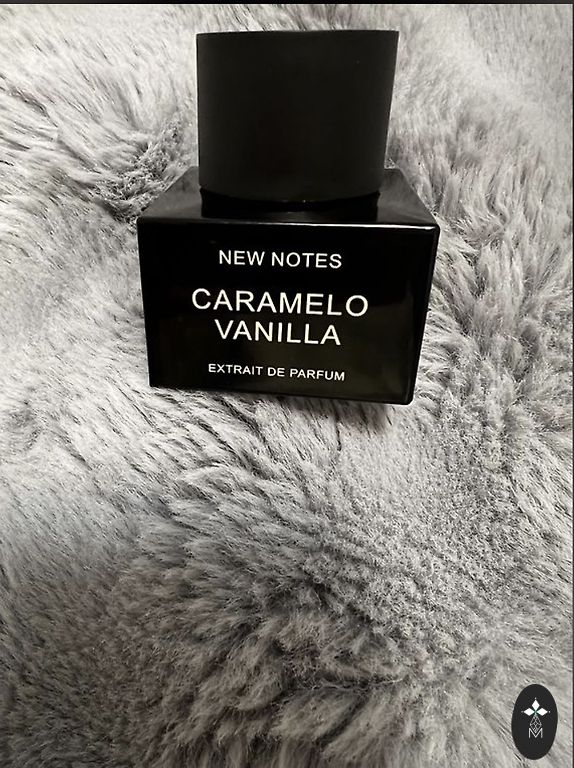 NEW NOTES
CARAMELO
VANILLA
EXTRAIT DE PARFUM
M